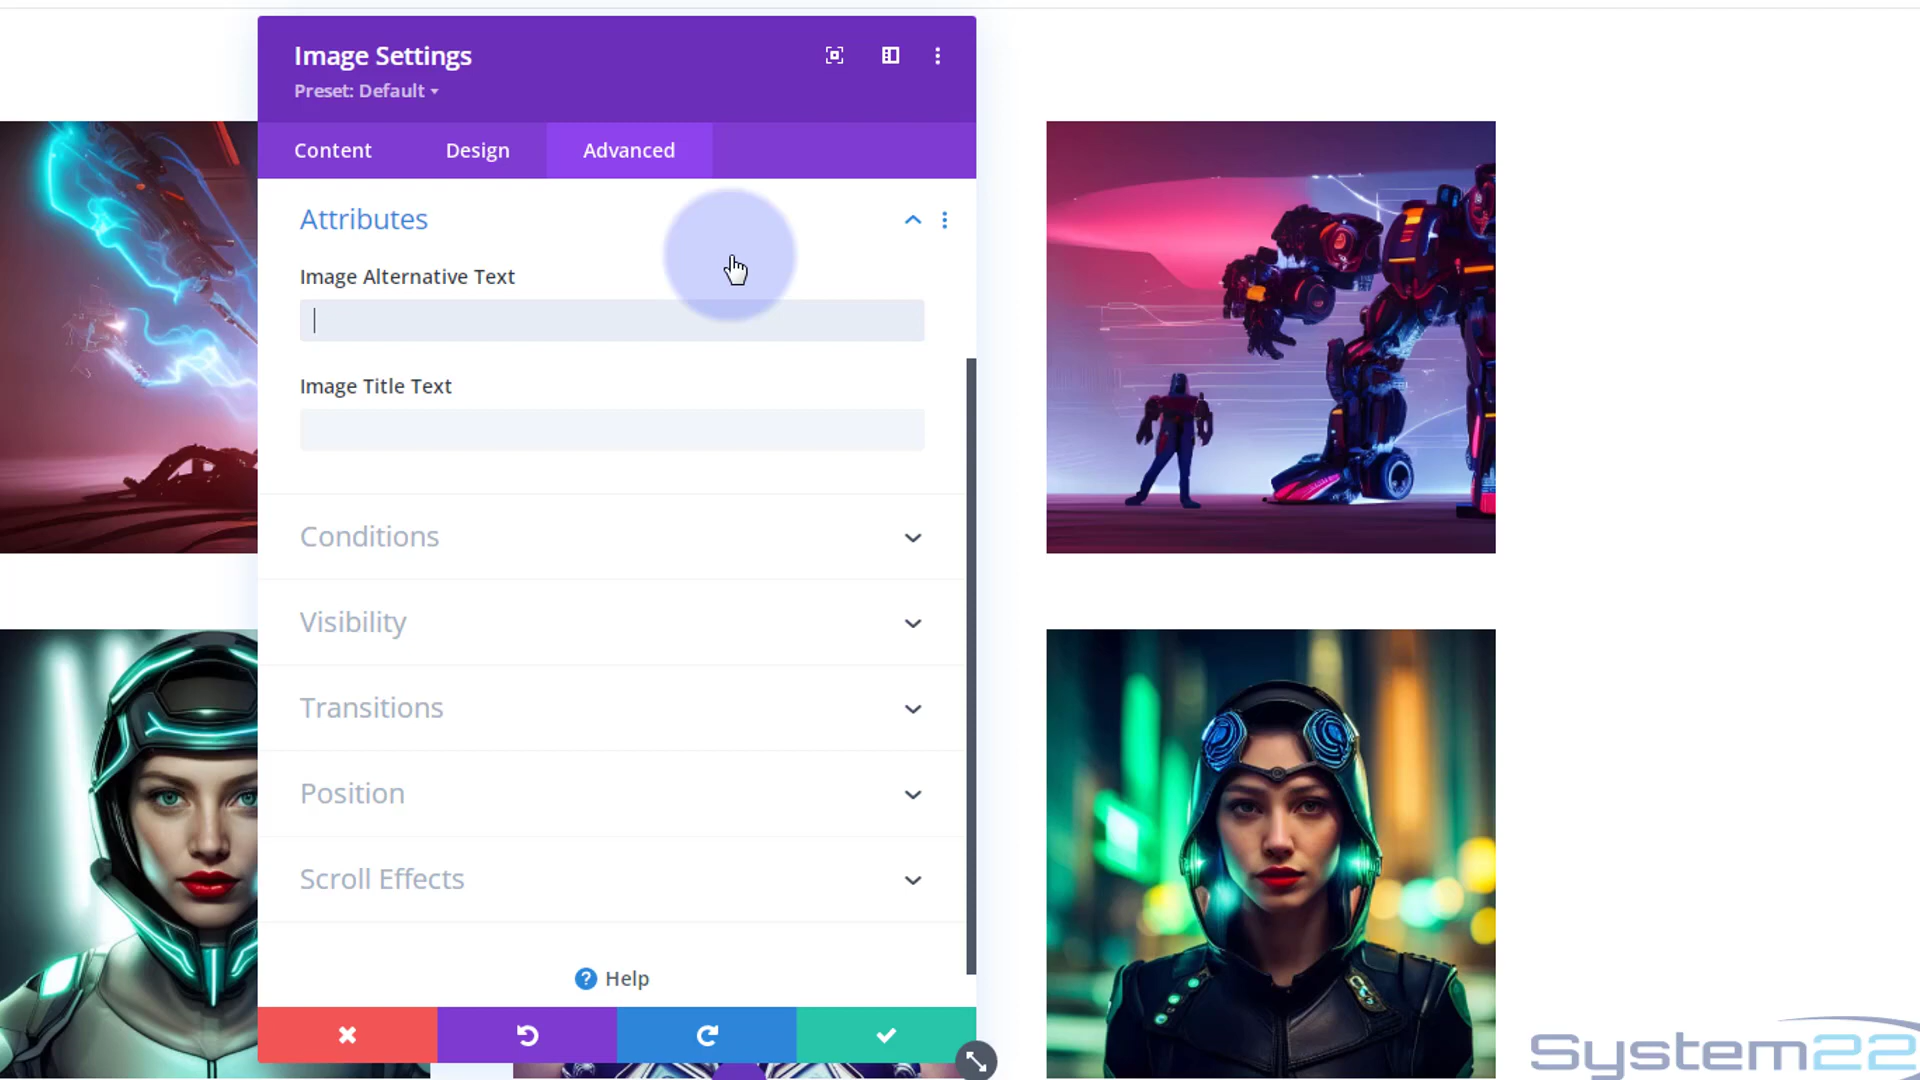 Image Settings
Preset: Default
Content
Design
Advanced
Attributes
Image Alternative Text
Image Title Text
Conditions
Visibility
Transitions
Position
Scroll Effects
? Help
System22